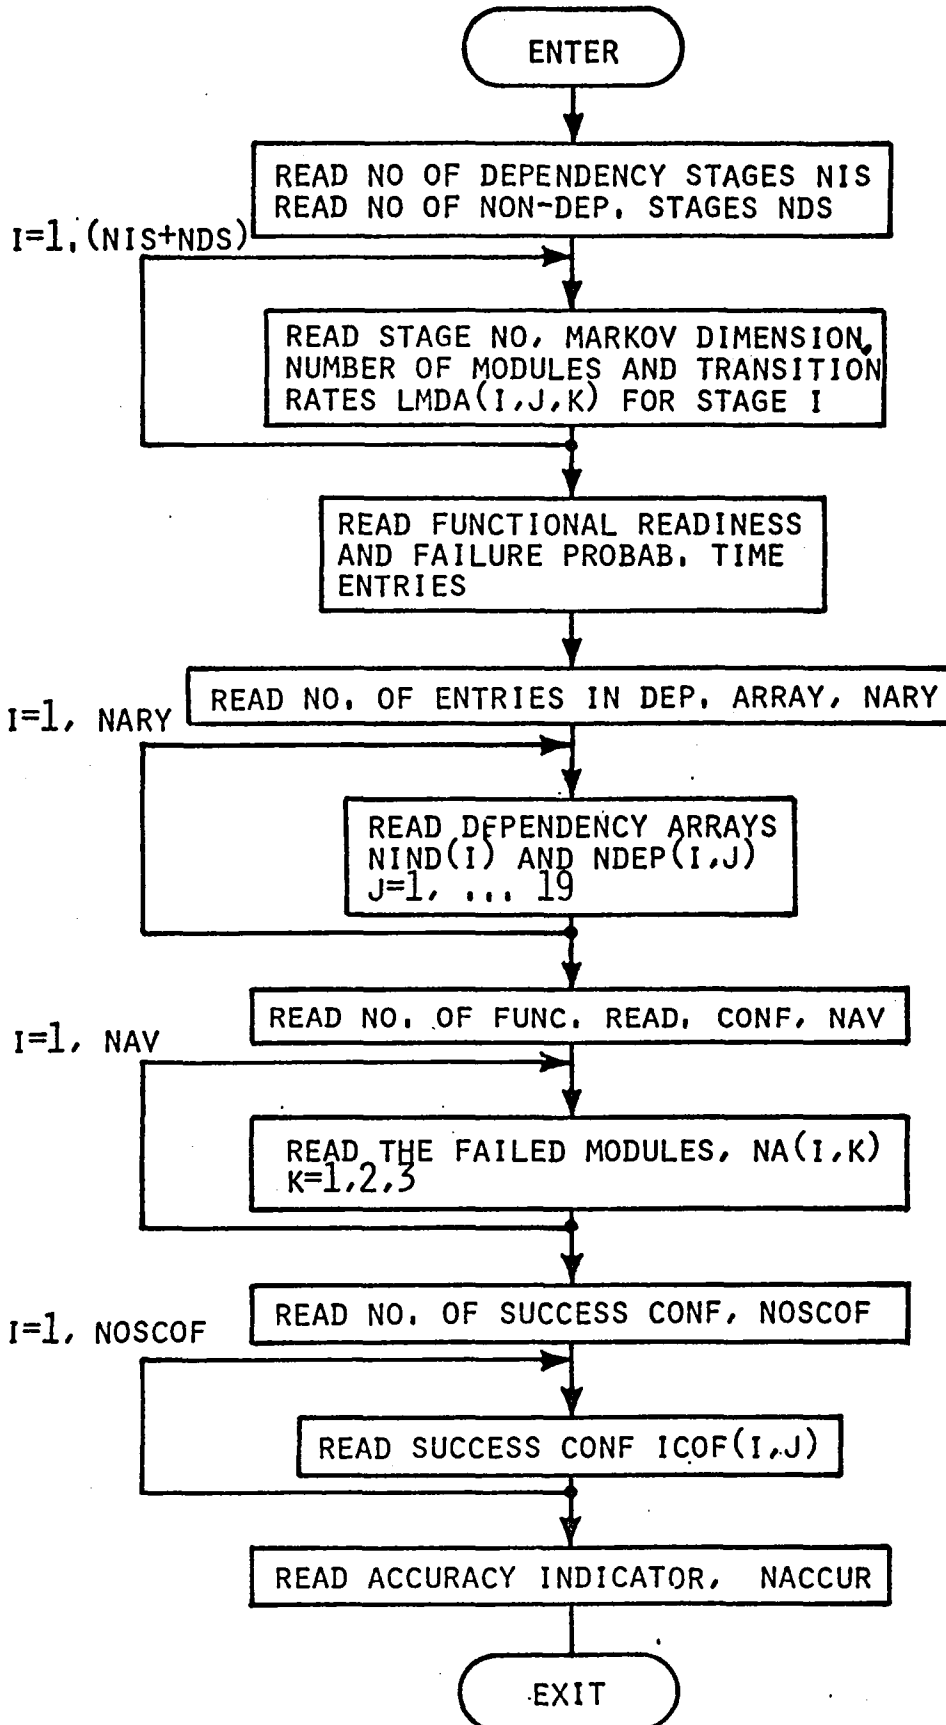 ENTER
READ NO OF DEPENDENCY STAGES NIS
READ NO OF NON-DEP. STAGES NDS
I=1,(NIS+NDS)
READ STAGE NO, MARKOV DIMENSION,
NUMBER OF MODULES AND TRANSITION
RATES LMDA(I,J,K) FOR STAGE I
READ FUNCTIONAL READINESS
AND FAILURE PROBAB. TIME
ENTRIES
READ NO. OF ENTRIES IN DEP. ARRAY, NARY
I=1, NARY
READ DEPENDENCY ARRAYS
NIND(I) AND NDEP(I,J)
J=1, ... 19
READ NO. OF FUNC. READ. CONF, NAV
I=1, NAV
READ THE FAILED MODULES, NA(I,K)
K=1,2,3
READ NO. OF SUCCESS CONF, NOSCOF
I=1, NOSCOF
READ SUCCESS CONF ICOF(I,J)
READ ACCURACY INDICATOR, NACCUR
EXIT